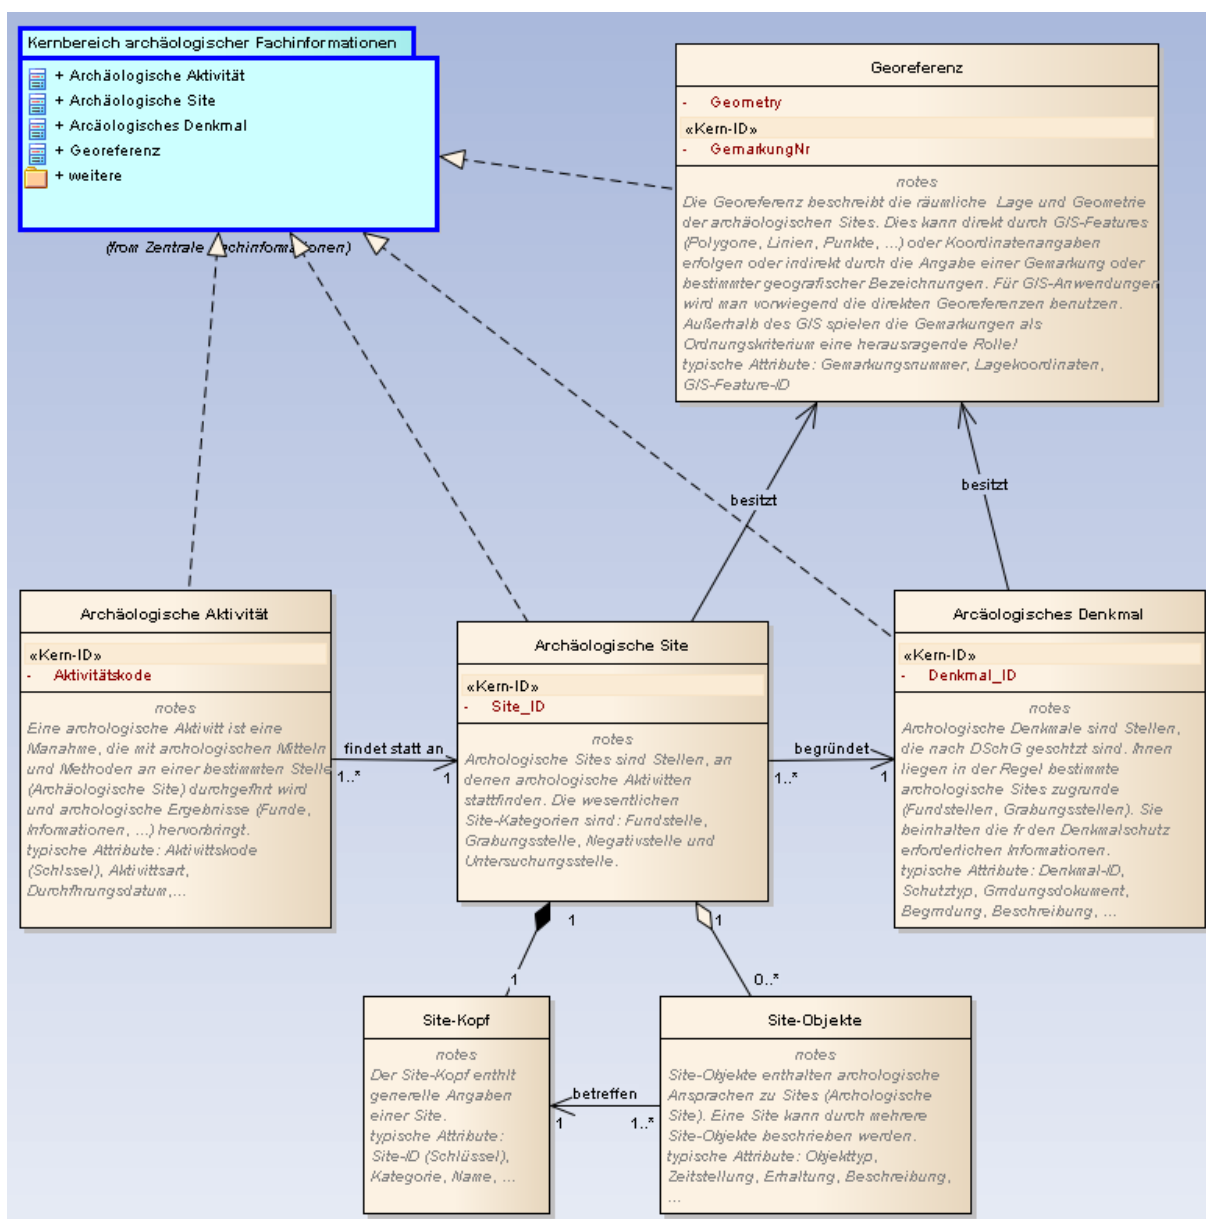 Kernbereich archäologischer Fachinformationen
+ Archäologische Aktivität
+ Archäologische Site
+ Arcäologisches Denkmal
+ Georeferenz
+ weitere
(from Zentrale Fachinformationen)
Georeferenz
- Geometry
«Kern-ID»
- GemarkungNr
notes
Die Georeferenz beschreibt die räumliche Lage und Geometrie
der archäologischen Sites. Dies kann direkt durch GIS-Features
(Polygone, Linien, Punkte, ...) oder Koordinatenangaben
erfolgen oder indirekt durch die Angabe einer Gemarkung oder
bestimmter geografischer Bezeichnungen. Für GIS-Anwendungen
wird man vorwiegend die direkten Georeferenzen benutzen.
Außerhalb des GIS spielen die Gemarkungen als
Ordnungskriterium eine herausragende Rolle!
typische Attribute: Gemarkungsnummer, Lagekoordinaten,
GIS-Feature-ID
besitzt
besitzt
Archäologische Aktivität
«Kern-ID»
- Aktivitätskode
notes
Eine archologische Aktivitt ist eine
Manahme, die mit archologischen Mitteln
und Methoden an einer bestimmten Stelle
(Archäologische Site) durchgefhrt wird
und archologische Ergebnisse (Funde,
Informationen, ...) hervorbringt.
typische Attribute: Aktivittskode
(Schlssel), Aktivittsart,
Durchfhrungsdatum,...
findet statt an
1..*
1
Archäologische Site
«Kern-ID»
- Site_ID
notes
Archologische Sites sind Stellen, an
denen archologische Aktivitten
stattfinden. Die wesentlichen
Site-Kategorien sind: Fundstelle,
Grabungsstelle, Negativstelle und
Untersuchungsstelle.
begründet
1..*
1
Arcäologisches Denkmal
«Kern-ID»
- Denkmal_ID
notes
Archologische Denkmale sind Stellen,
die nach DSchG geschtzt sind. Ihnen
liegen in der Regel bestimmte
archologische Sites zugrunde
(Fundstellen, Grabungsstellen). Sie
beinhalten die fr den Denkmalschutz
erforderlichen Informationen.
typische Attribute: Denkmal-ID,
Schutztyp, Grndungsdokument,
Begrndung, Beschreibung, ...
1
1
1
0..*
Site-Kopf
notes
Der Site-Kopf enthlt
generelle Angaben
einer Site.
typische Attribute:
Site-ID (Schlüssel),
Kategorie, Name, ...
betreffen
1
1..*
Site-Objekte
notes
Site-Objekte enthalten archologische
Ansprachen zu Sites (Archologische
Site). Eine Site kann durch mehrere
Site-Objekte beschrieben werden.
typische Attribute: Objekttyp,
Zeitstellung, Erhaltung, Beschreibung,
...